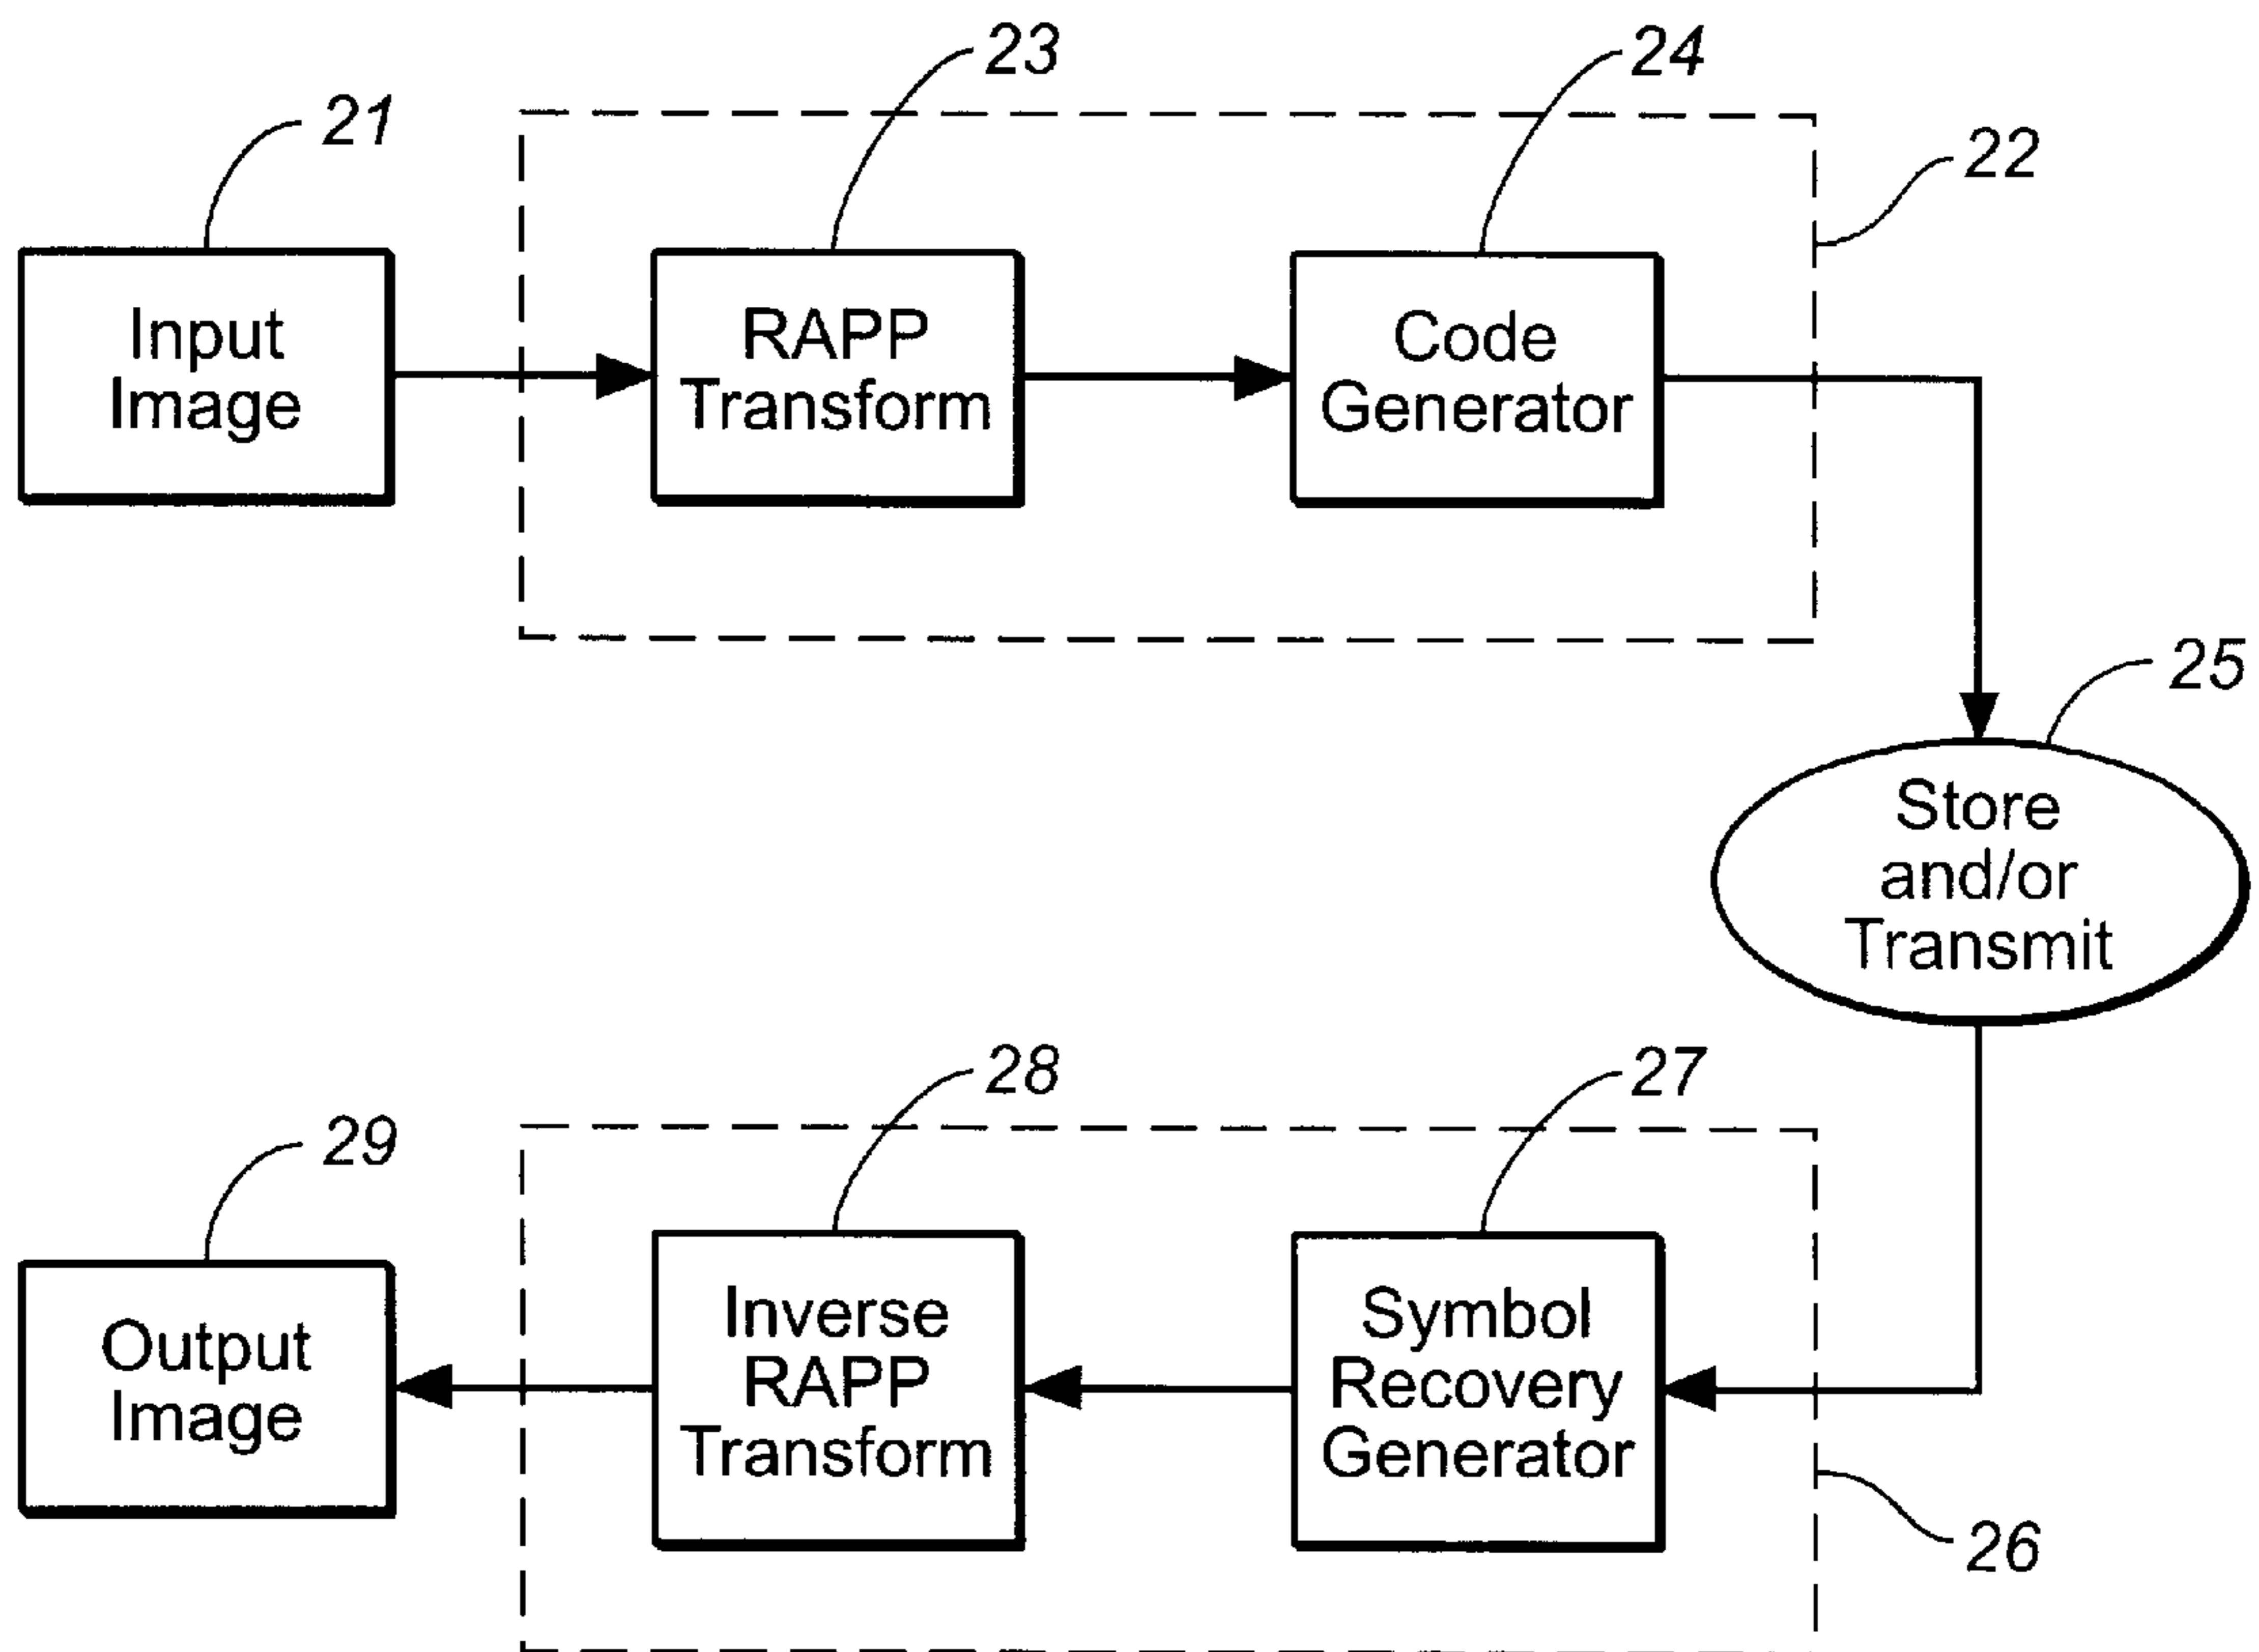 23
24
21
22
Input
Image
RAPP
Transform
Code
Generator
25
Store
and/or
Transmit
28
27
29
Inverse
RAPP
Transform
Symbol
Recovery
Generator
Output
Image
26